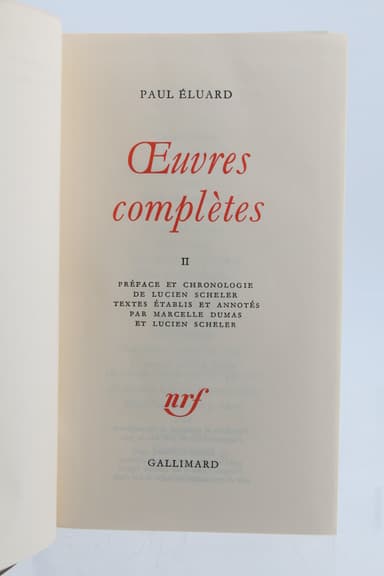 PAUL ÉLUARD
Œuvres
complètes
II
PRÉFACE ET CHRONOLOGIE
DE LUCIEN SCHELER
TEXTES ÉTABLIS ET ANNOTÉS
PAR MARCELLE DUMAS
ET LUCIEN SCHELER
nrf
GALLIMARD